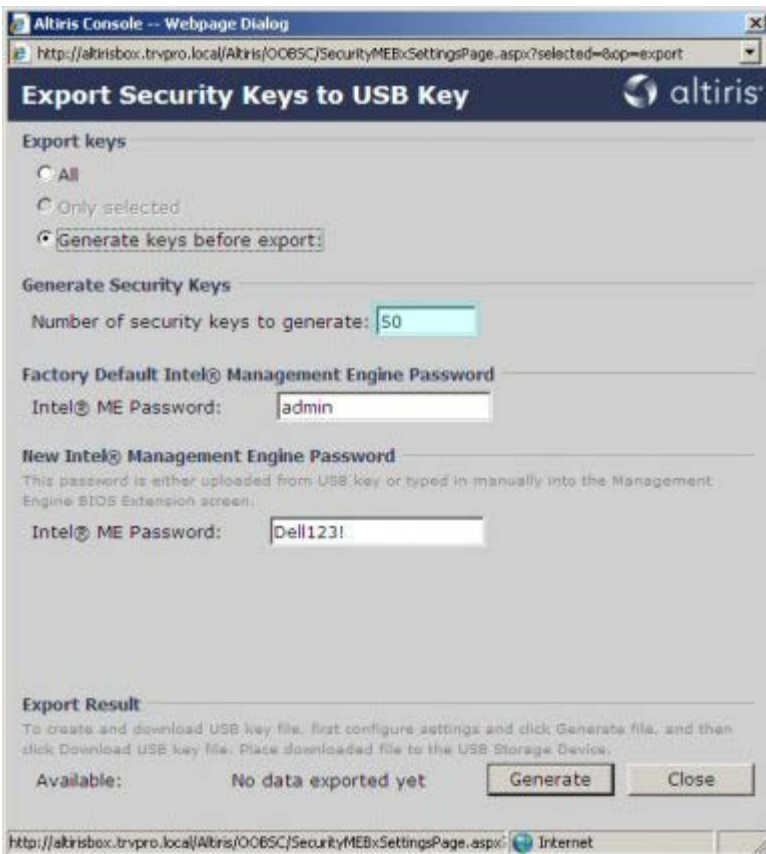 Altiris Console -- Webpage Dialog
http://altirisbox.trvpro.local/Altiris/OOBSC/SecurityMEBxSettingsPage.aspx?selected=&op=export
Export Security Keys to USB Key altiris
Export keys
All
Only selected
Generate keys before export:
Generate Security Keys
Number of security keys to generate: 50
Factory Default Intel® Management Engine Password
Intel® ME Password: admin
New Intel® Management Engine Password
This password is either uploaded from USB key or typed in manually into the Management
Engine BIOS Extension screen.
Intel® ME Password: Dell123!
Export Result
To create and download USB key file, first configure settings and click Generate file, and then
click Download USB key file. Place downloaded file to the USB Storage Device.
Available: No data exported yet Generate Close
http://altirisbox.trvpro.local/Altiris/OOBSC/SecurityMEBxSettingsPage.aspx Internet